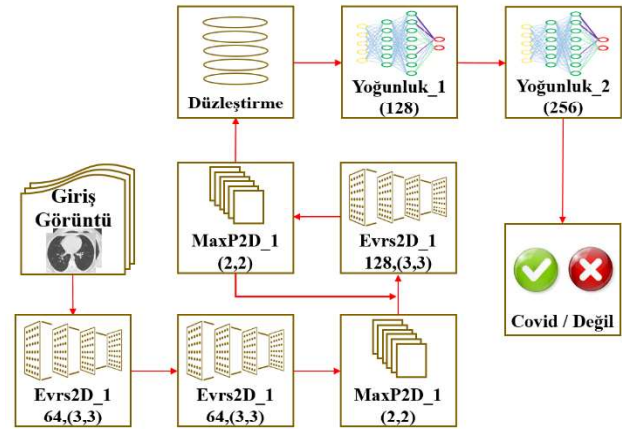 Giriş
Görüntü
Evrs2D_1
64,(3,3)
Evrs2D_1
64,(3,3)
MaxP2D_1
(2,2)
Evrs2D_1
128,(3,3)
MaxP2D_1
(2,2)
Düzleştirme
Yoğunluk_1
(128)
Yoğunluk_2
(256)
Covid / Değil